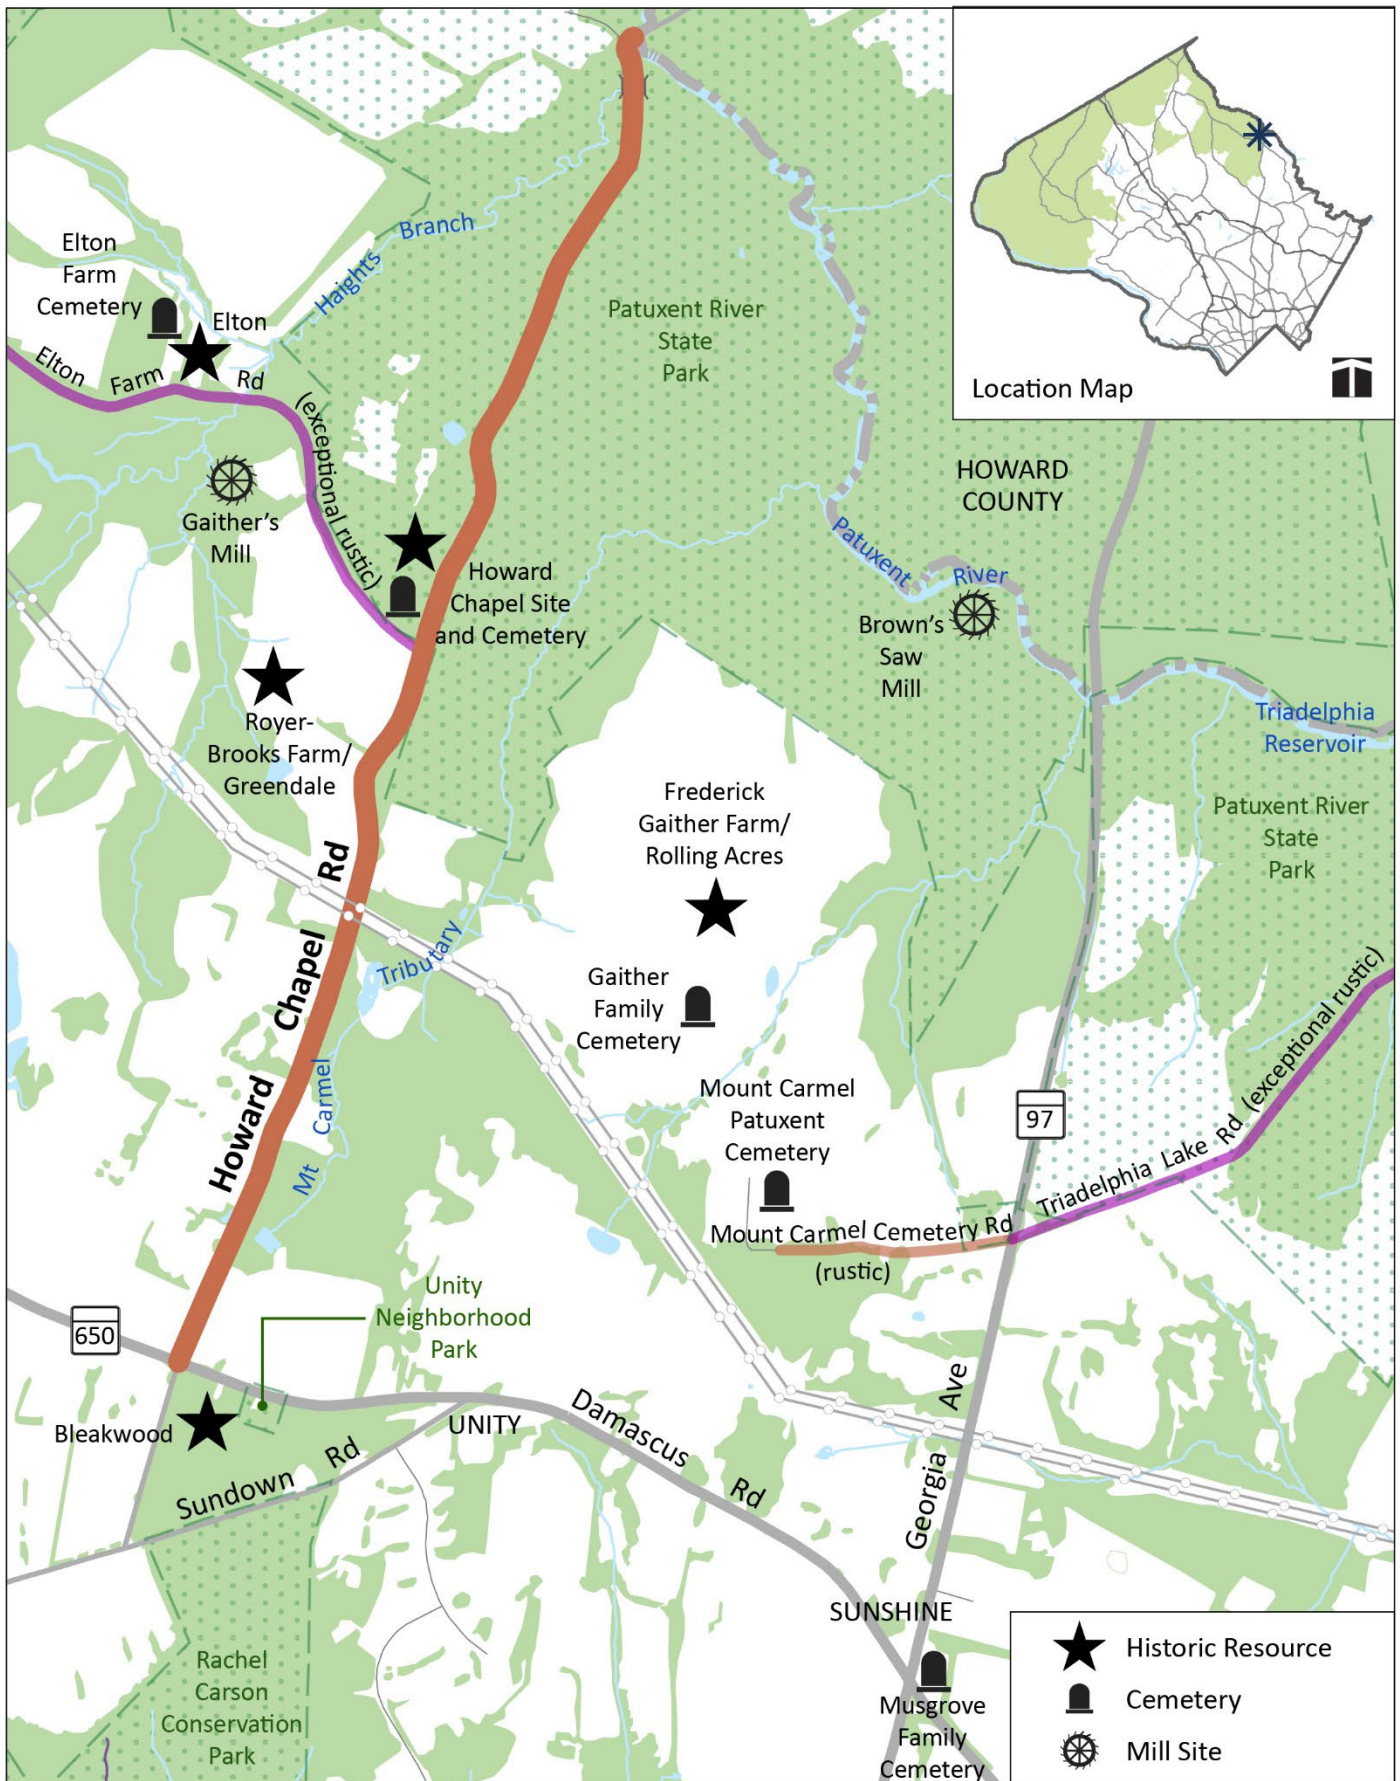 Location Map
Haights
Branch
Elton
Farm
Cemetery
Elton
Elton Farm Rd
(exceptional rustic)
Patuxent River
State
Park
HOWARD
COUNTY
Gaither's
Mill
Patuxent
River
Howard
Chapel Site
and Cemetery
Brown's
Saw
Mill
Royer-
Brooks Farm/
Greendale
Triadelphia
Reservoir
Frederick
Gaither Farm/
Rolling Acres
Patuxent River
State
Park
Howard Chapel Rd
Mt Carmel Tributary
Gaither
Family
Cemetery
Mount Carmel
Patuxent
Cemetery
97
Triadelphia Lake Rd (exceptional rustic)
Mount Carmel Cemetery Rd
(rustic)
Unity
Neighborhood
Park
650
Bleakwood
UNITY
Damascus Rd
Sundown Rd
Georgia Ave
SUNSHINE
Rachel
Carson
Conservation
Park
Musgrove
Family
Cemetery
Historic Resource
Cemetery
Mill Site